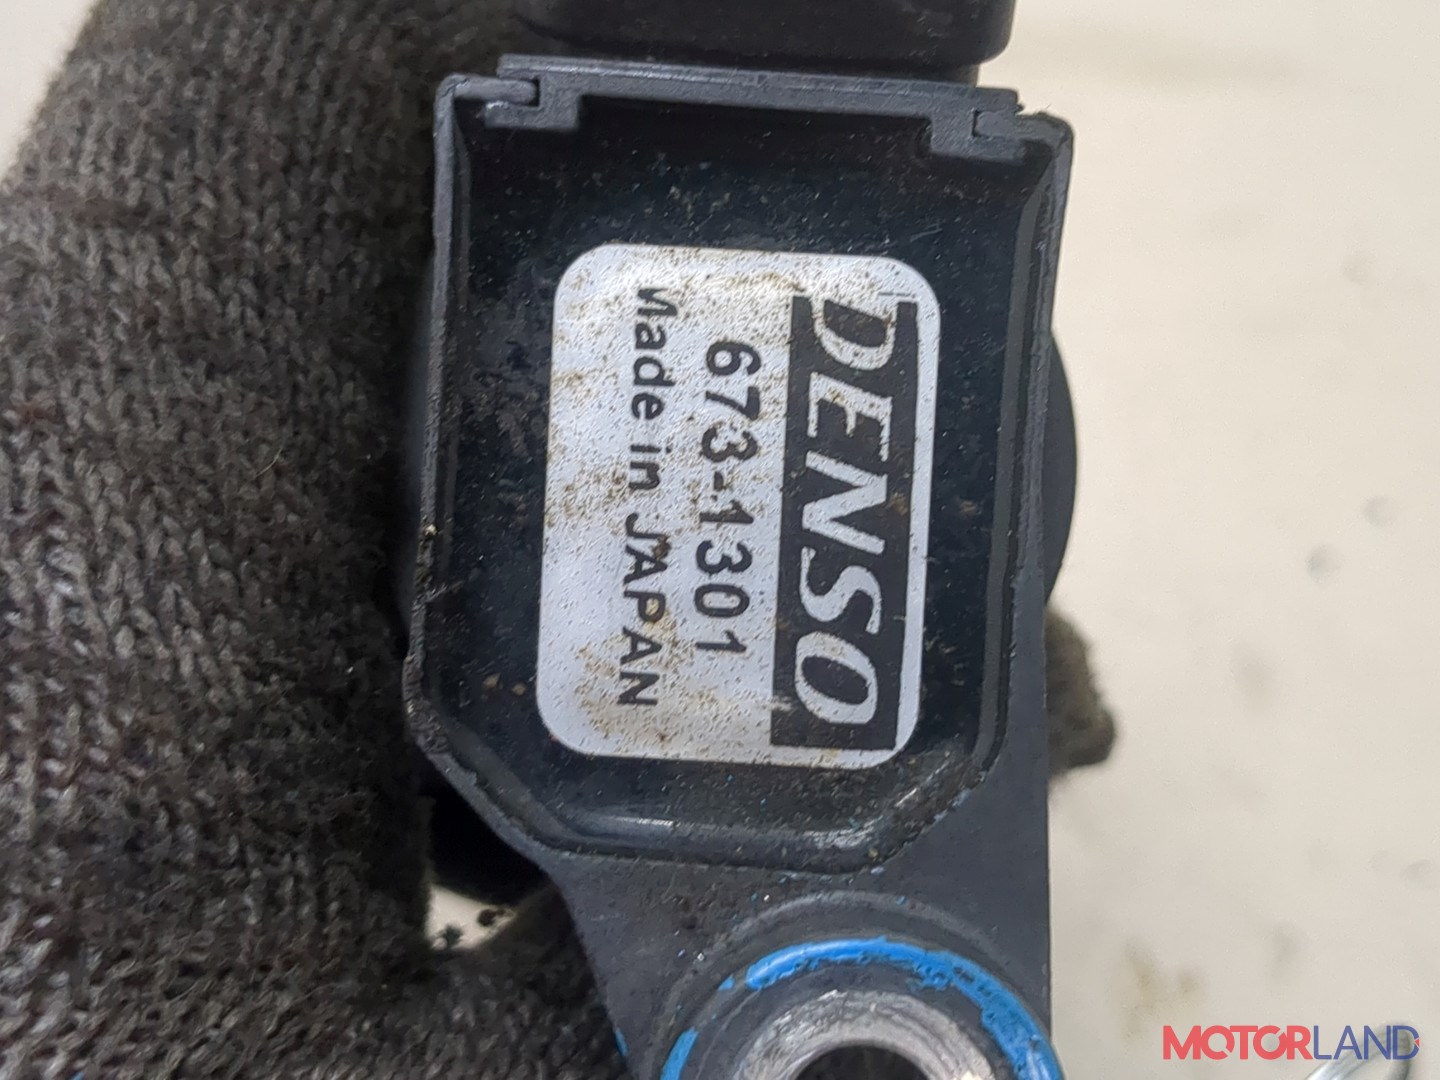 DENSO
673-1301
Made in JAPAN
MOTORLAND